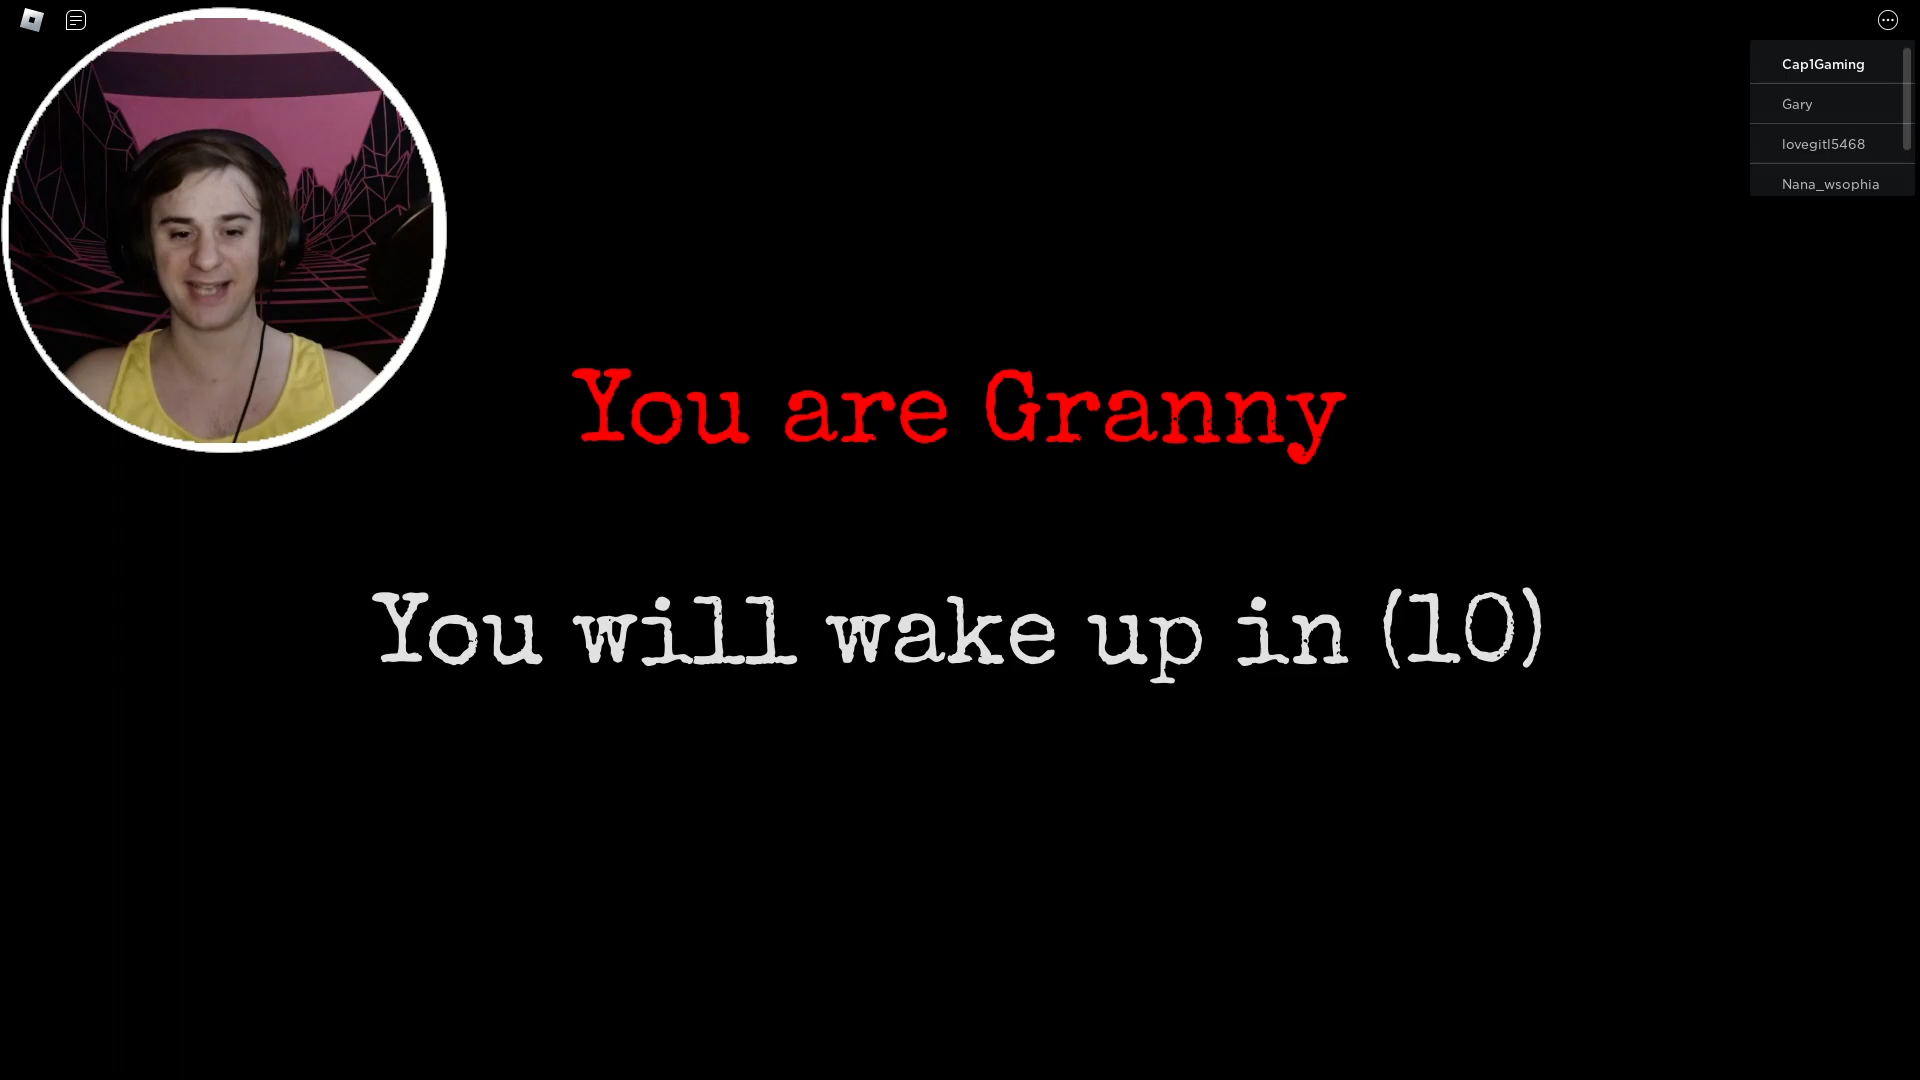 Cap1Gaming
Gary
lovegitl5468
Nana_wsophia
You are Granny
You will wake up in (10)